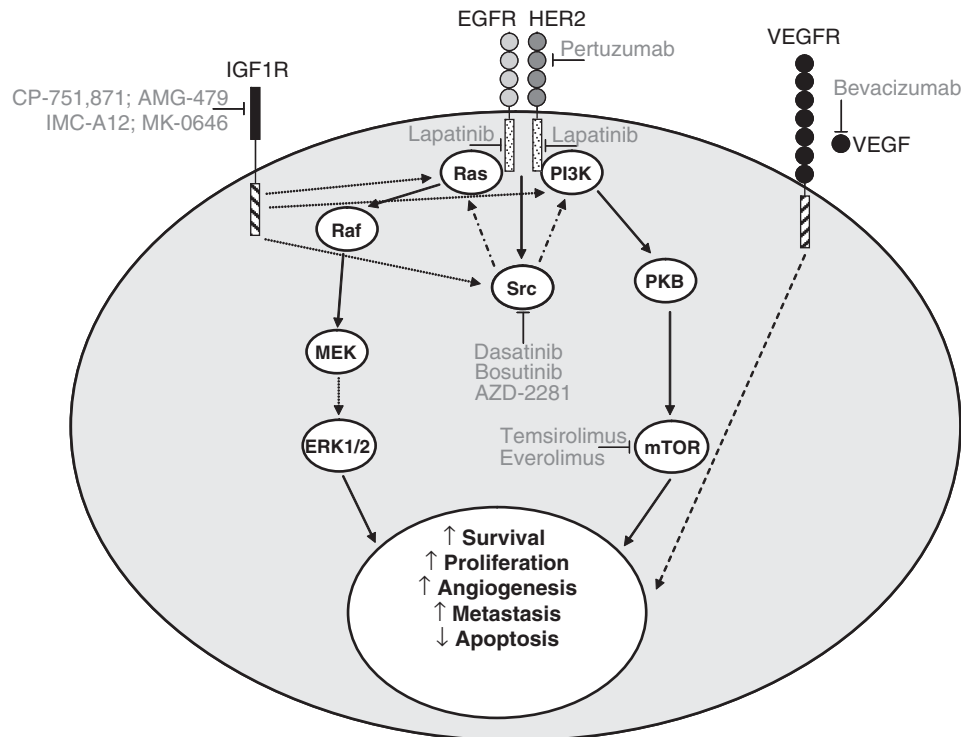 EGFR HER2
Pertuzumab
VEGFR
IGF1R
CP-751,871; AMG-479
IMC-A12; MK-0646
Bevacizumab
Lapatinib
Lapatinib
VEGF
Ras
PI3K
Raf
Src
PKB
MEK
Dasatinib
Bosutinib
AZD-2281
ERK1/2
Temsirolimus
Everolimus
mTOR
↑ Survival
↑ Proliferation
↑ Angiogenesis
↑ Metastasis
↓ Apoptosis